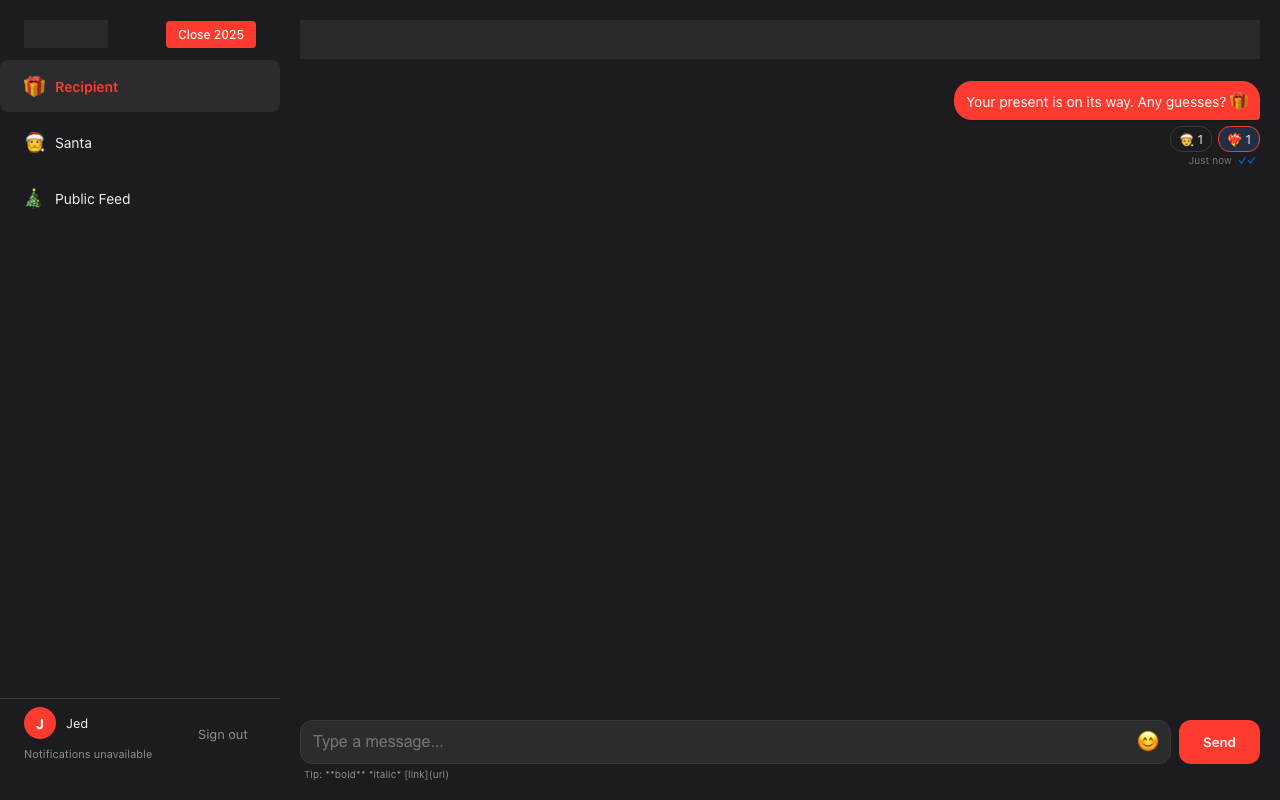 Close 2025
Recipient
Santa
Public Feed
Your present is on its way. Any guesses?🎁
🎅 1 ❤️‍🔥 1
Just now ✓✓
J Jed
Sign out
Notifications unavailable
Type a message...
Send
Tip: **bold** *italic* [link](url)